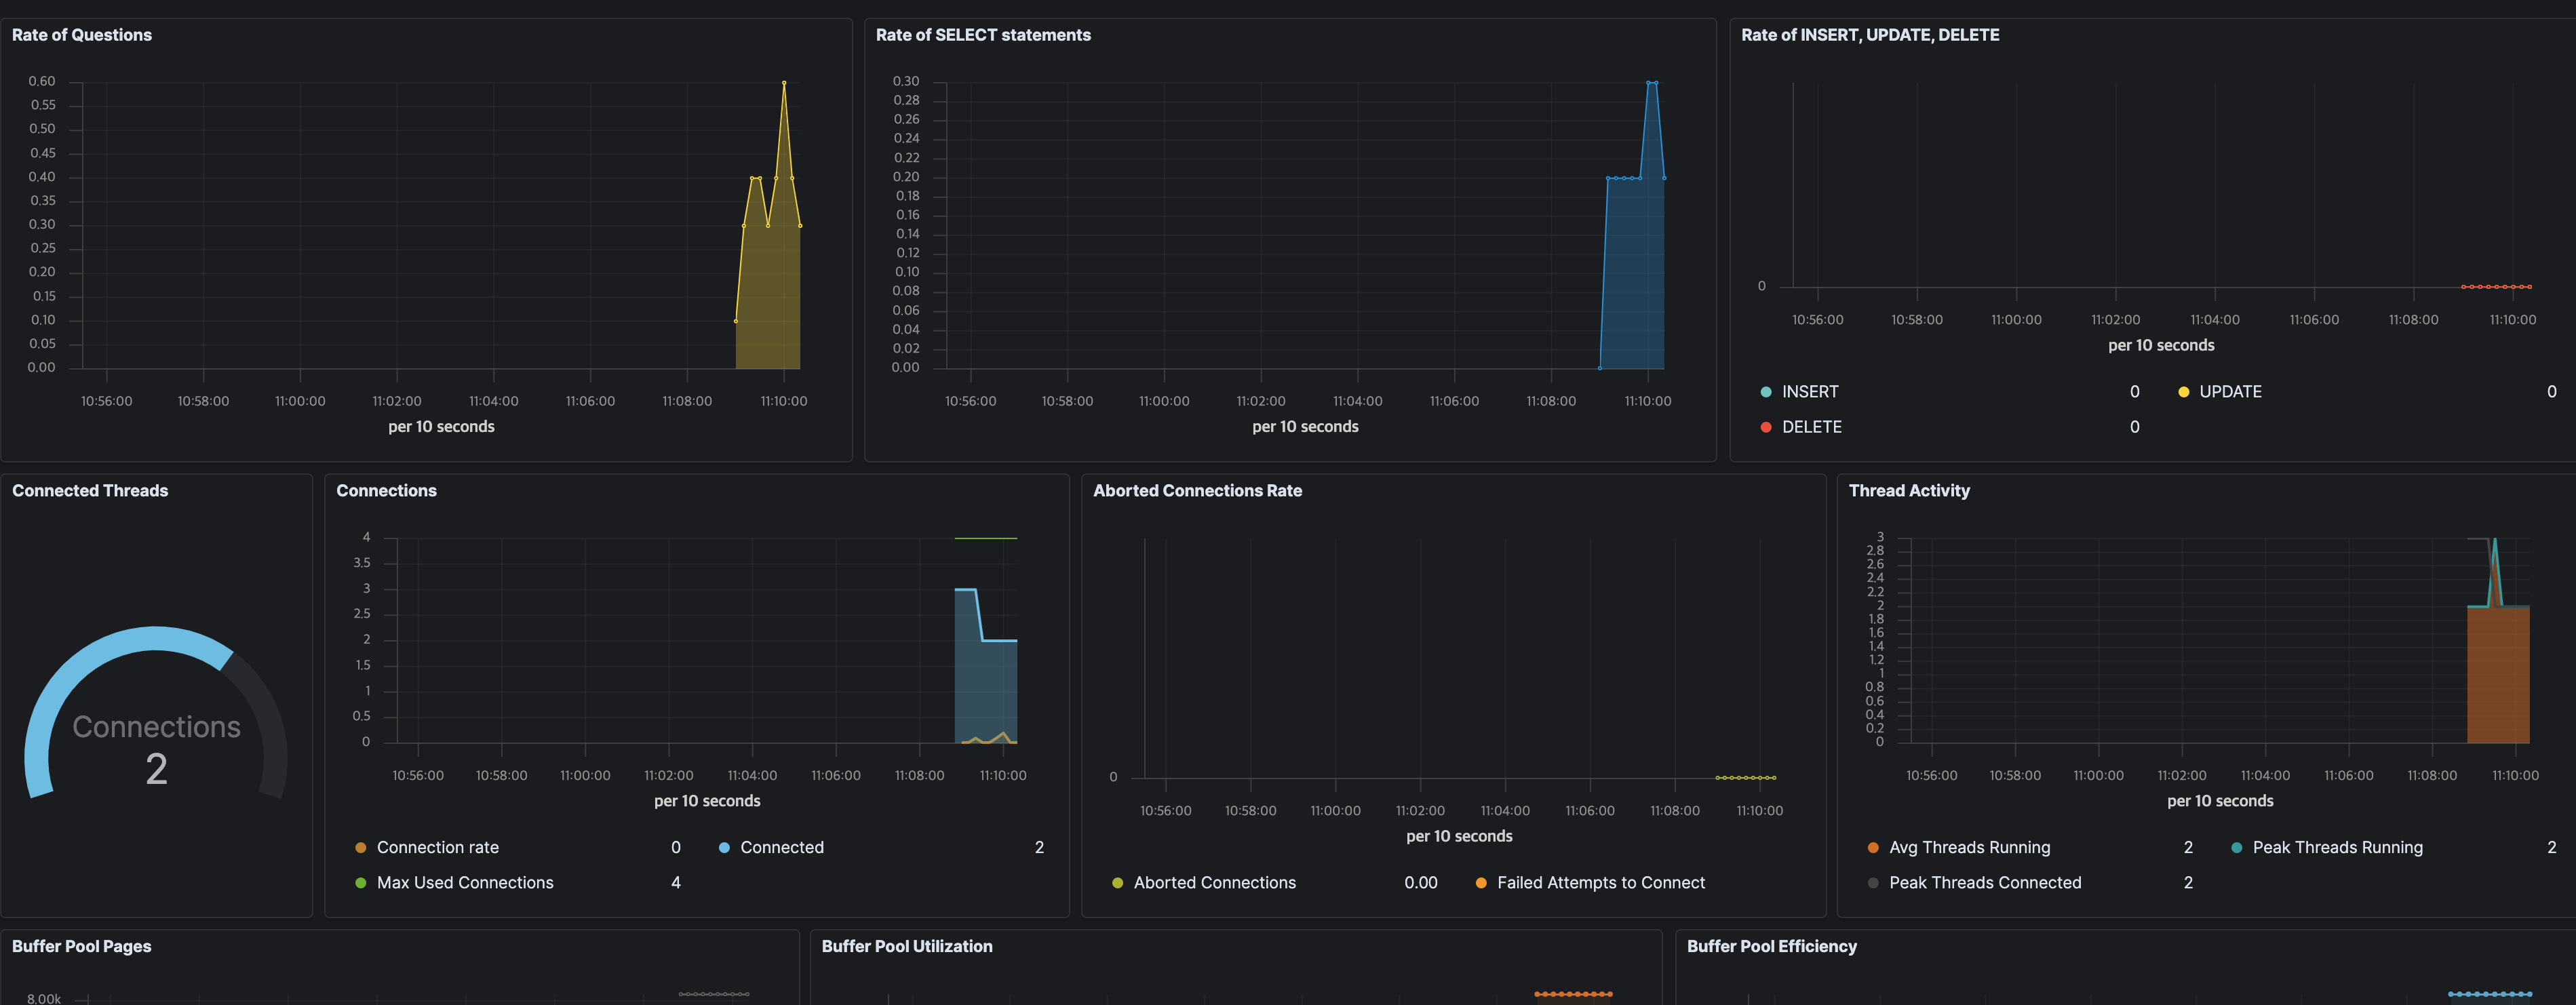 Rate of Questions
0.60
0.55
0.50
0.45
0.40
0.35
0.30
0.25
0.20
0.15
0.10
0.05
0.00
10:56:00 10:58:00 11:00:00 11:02:00 11:04:00 11:06:00 11:08:00 11:10:00
per 10 seconds
Rate of SELECT statements
0.30
0.28
0.26
0.24
0.22
0.20
0.18
0.16
0.14
0.12
0.10
0.08
0.06
0.04
0.02
0.00
10:56:00 10:58:00 11:00:00 11:02:00 11:04:00 11:06:00 11:08:00 11:10:00
per 10 seconds
Rate of INSERT, UPDATE, DELETE
0
10:56:00 10:58:00 11:00:00 11:02:00 11:04:00 11:06:00 11:08:00 11:10:00
per 10 seconds
INSERT 0 UPDATE 0
DELETE 0
Connected Threads
Connections
2
Connections
4
3.5
3
2.5
2
1.5
1
0.5
0
10:56:00 10:58:00 11:00:00 11:02:00 11:04:00 11:06:00 11:08:00 11:10:00
per 10 seconds
Connection rate 0 Connected 2
Max Used Connections 4
Aborted Connections Rate
0
10:56:00 10:58:00 11:00:00 11:02:00 11:04:00 11:06:00 11:08:00 11:10:00
per 10 seconds
Aborted Connections 0.00 Failed Attempts to Connect
Thread Activity
3
2.8
2.6
2.4
2.2
2
1.8
1.6
1.4
1.2
1
0.8
0.6
0.4
0.2
0
10:56:00 10:58:00 11:00:00 11:02:00 11:04:00 11:06:00 11:08:00 11:10:00
per 10 seconds
Avg Threads Running 2 Peak Threads Running 2
Peak Threads Connected 2
Buffer Pool Pages
8.00k
Buffer Pool Utilization
Buffer Pool Efficiency